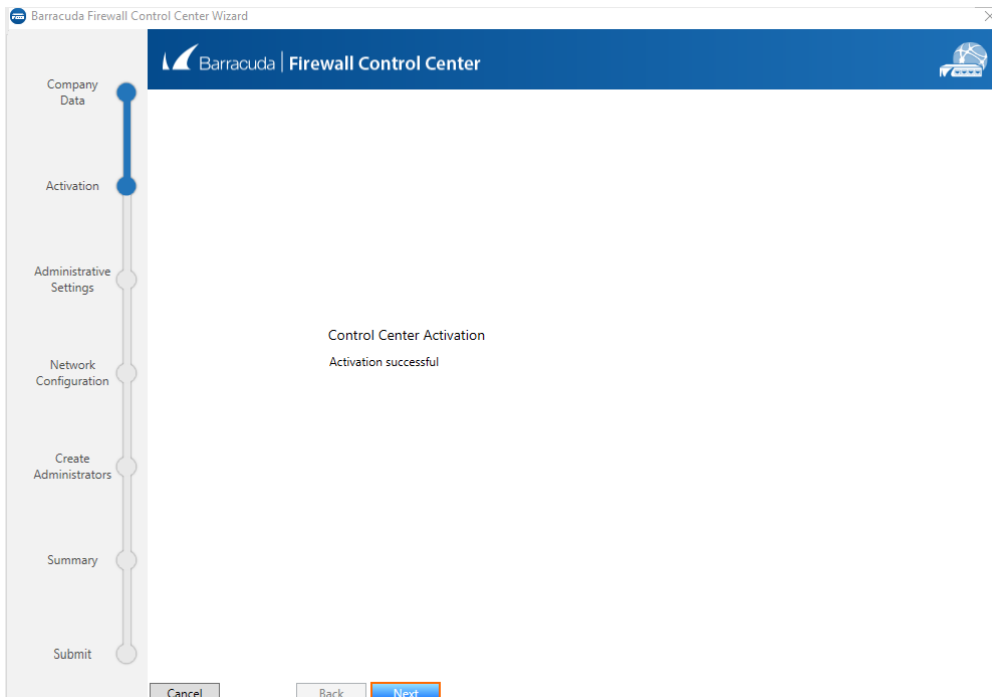 Barracuda Firewall Control Center Wizard
Barracuda | Firewall Control Center
Company
Data
Activation
Administrative
Settings
Network
Configuration
Create
Administrators
Summary
Submit
Control Center Activation
Activation successful
Cancel
Back
Next